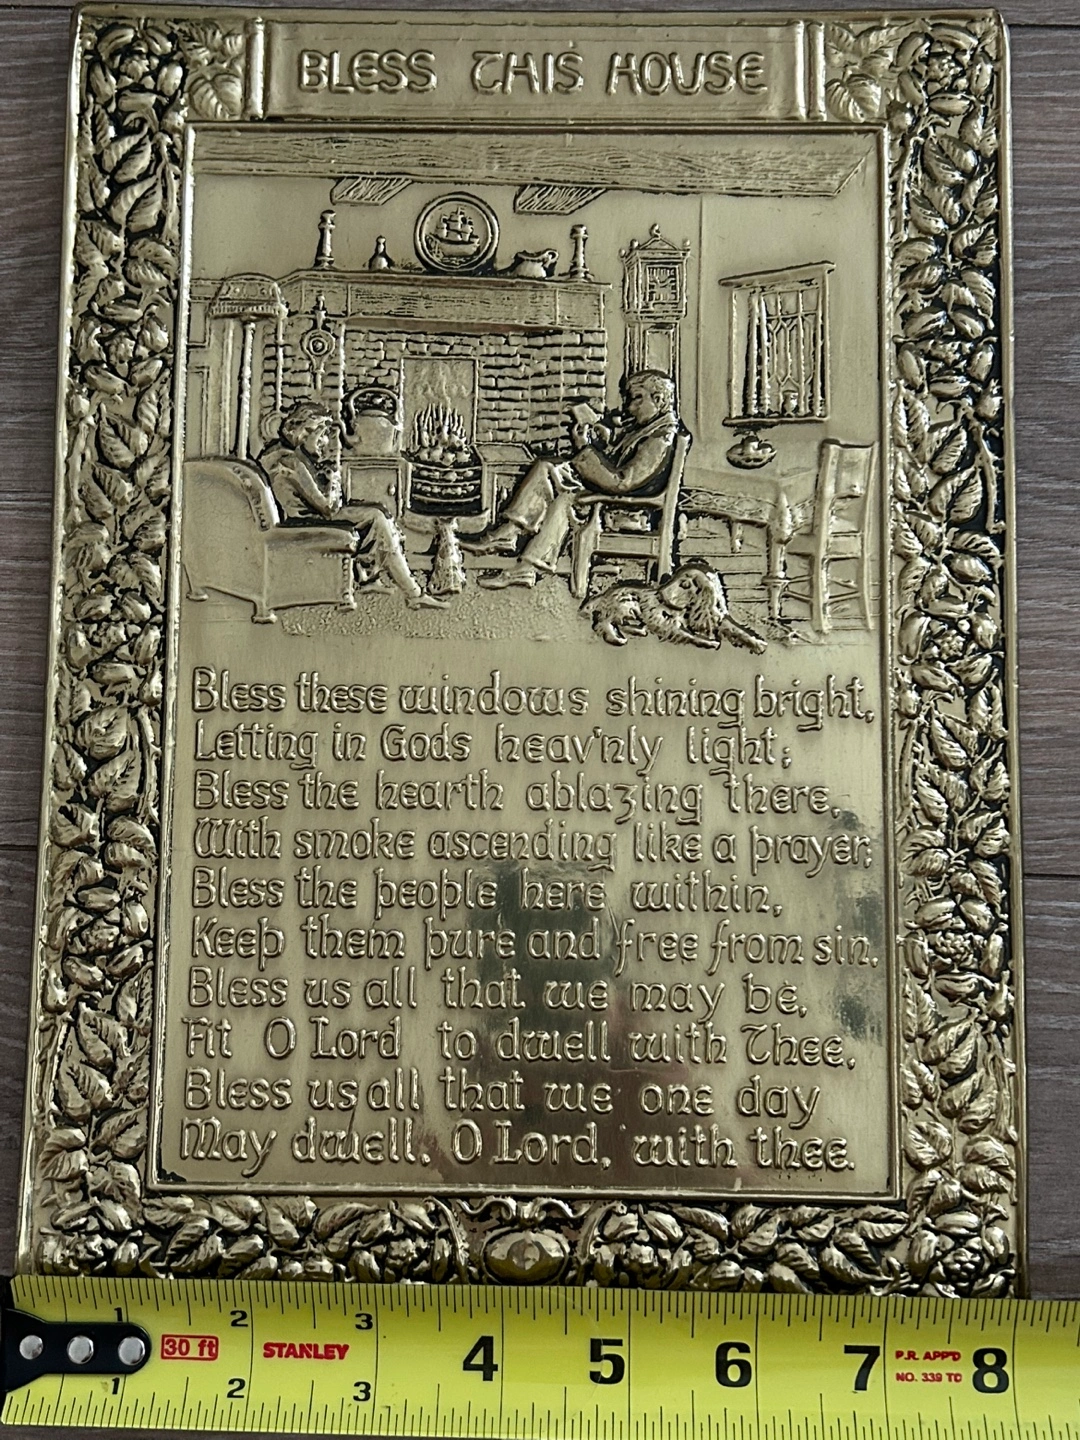 BLESS THIS HOUSE
Bless these windows shining bright,
Letting in Gods heav'nly light;
Bless the hearth ablazing there,
With smoke ascending like a prayer;
Bless the people here within,
Keep them pure and free from sin.
Bless us all that we may be,
Fit O Lord to dwell with Thee.
Bless us all that we one day
May dwell, O Lord, with thee.
1 2 3
30 ft STANLEY 4 5 6 7 P.R. APP'D NO. 339 TO 8
1 2 3